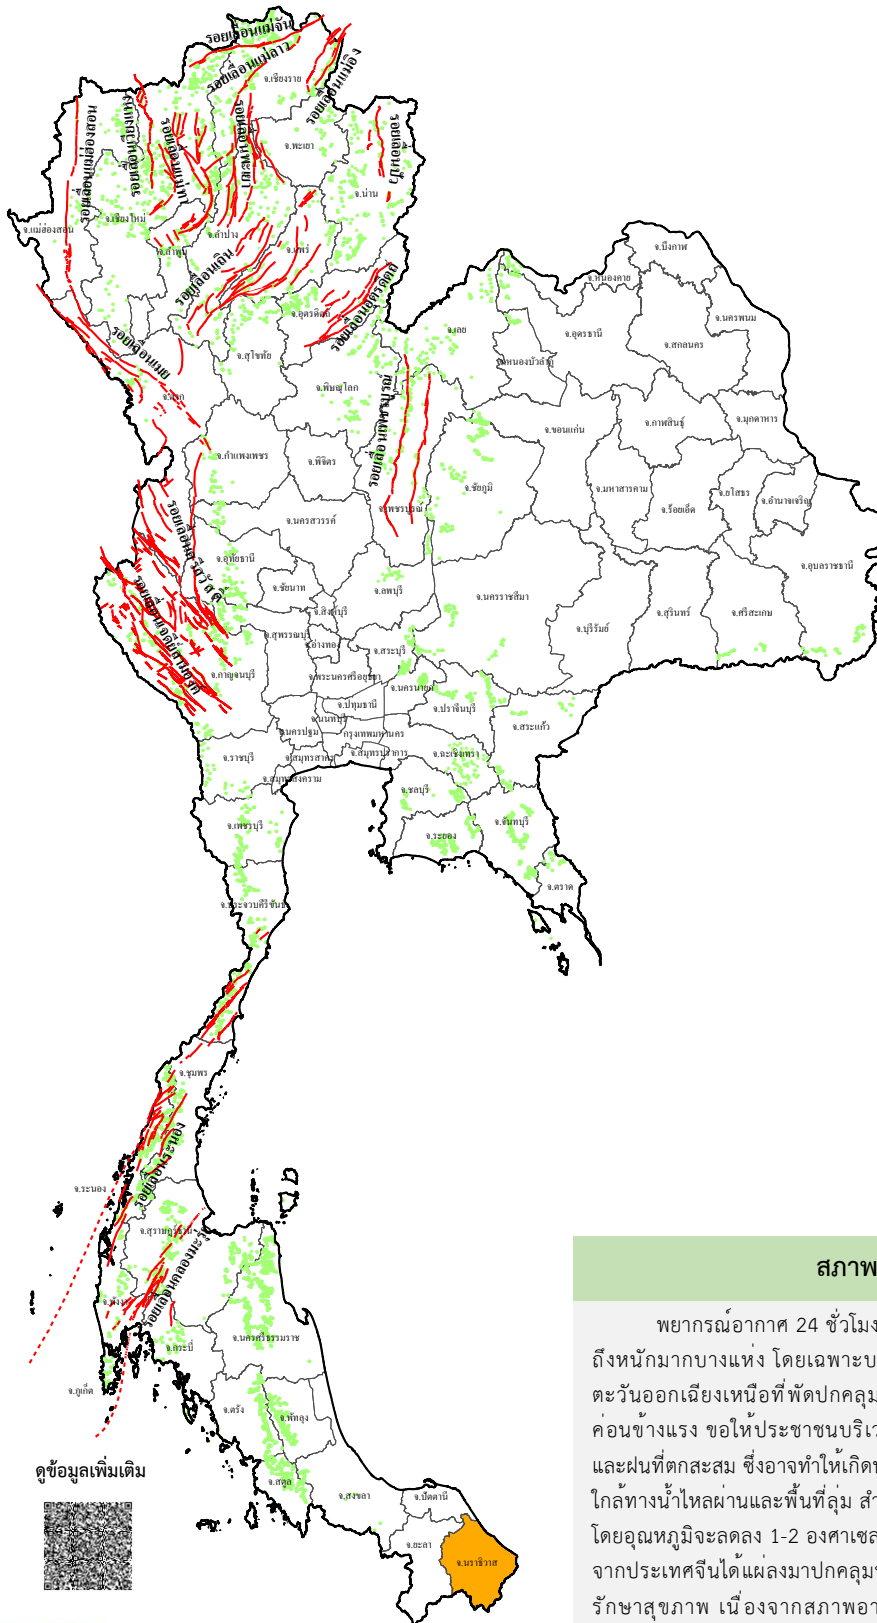 รอยเลื่อนแม่จัน
รอยเลื่อนแม่ลาว
รอยเลื่อนแม่อิง
จ.เชียงราย
รอยเลื่อนแม่ฮ่องสอน
รอยเลื่อนแม่ทา
รอยเลื่อนพะเยา
จ.พะเยา
รอยเลื่อนปัว
จ.น่าน
จ.แม่ฮ่องสอน
จ.เชียงใหม่
จ.ลำพูน
จ.ลำปาง
จ.แพร่
จ.บึงกาฬ
จ.หนองคาย
รอยเลื่อนเถิน
จ.อุตรดิตถ์
รอยเลื่อนอุตรดิตถ์
จ.เลย
จ.อุดรธานี
จ.นครพนม
จ.สกลนคร
รอยเลื่อนเมย
จ.สุโขทัย
จ.หนองบัวลำภู
จ.ตาก
จ.พิษณุโลก
รอยเลื่อนเพชรบูรณ์
จ.ขอนแก่น
จ.กาฬสินธุ์
จ.มุกดาหาร
จ.กำแพงเพชร
จ.พิจิตร
จ.ชัยภูมิ
จ.มหาสารคาม
จ.ยโสธร
จ.อำนาจเจริญ
จ.เพชรบูรณ์
จ.ร้อยเอ็ด
รอยเลื่อนศรีสวัสดิ์
จ.นครสวรรค์
จ.อุทัยธานี
จ.อุบลราชธานี
รอยเลื่อนเจดีย์สามองค์
จ.ชัยนาท
จ.ลพบุรี
จ.นครราชสีมา
จ.สิงห์บุรี
จ.บุรีรัมย์
จ.สุรินทร์
จ.ศรีสะเกษ
จ.สุพรรณบุรี
จ.อ่างทอง
จ.สระบุรี
จ.กาญจนบุรี
จ.พระนครศรีอยุธยา
จ.นครนายก
จ.ปทุมธานี
จ.ปราจีนบุรี
จ.นนทบุรี
จ.สระแก้ว
จ.นครปฐม
กรุงเทพมหานคร
จ.ราชบุรี
จ.สมุทรสาคร
จ.สมุทรปราการ
จ.ฉะเชิงเทรา
จ.สมุทรสงคราม
จ.ชลบุรี
จ.เพชรบุรี
จ.ระยอง
จ.จันทบุรี
จ.ตราด
จ.ประจวบคีรีขันธ์
จ.ชุมพร
รอยเลื่อนระนอง
จ.ระนอง
จ.สุราษฎร์ธานี
รอยเลื่อนคลองมะรุ่ย
จ.พังงา
จ.กระบี่
จ.นครศรีธรรมราช
จ.ภูเก็ต
จ.ตรัง
จ.พัทลุง
จ.สตูล
จ.สงขลา
จ.ปัตตานี
จ.ยะลา
จ.นราธิวาส
ดูข้อมูลเพิ่มเติม
สภาพ
พยากรณ์อากาศ 24 ชั่วโมง
ถึงหนักมากบางแห่ง โดยเฉพาะบ
ตะวันออกเฉียงเหนือที่พัดปกคลุม
ค่อนข้างแรง ขอให้ประชาชนบริเว
และฝนที่ตกสะสม ซึ่งอาจทำให้เกิด
ใกล้ทางน้ำไหลผ่านและพื้นที่ลุ่ม สำ
โดยอุณหภูมิจะลดลง 1-2 องศาเซล
จากประเทศจีนได้แผ่ลงมาปกคลุม
รักษาสุขภาพ เนื่องจากสภาพอา